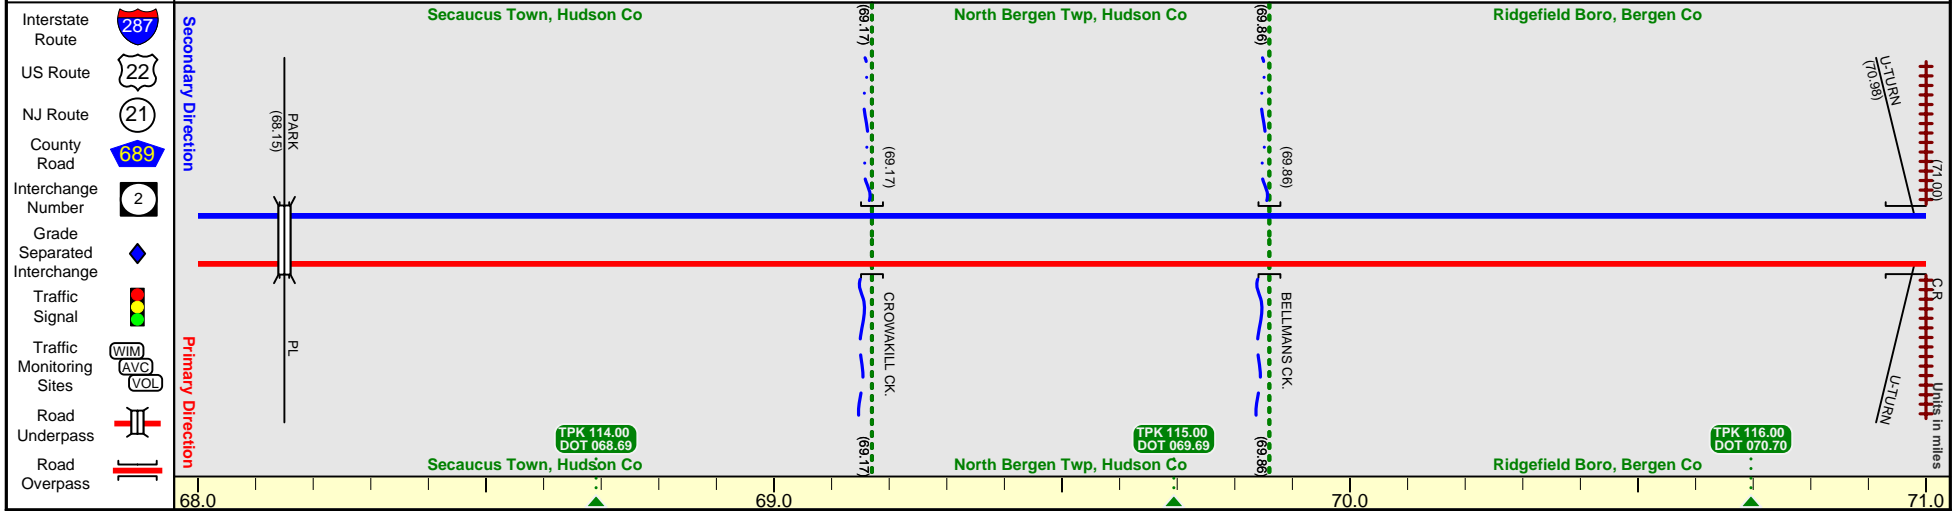 Interstate
Route
287
US Route
22
NJ Route
21
County
Road
689
Interchange
Number
2
Grade
Separated
Interchange
Traffic
Signal
Traffic
Monitoring
Sites
WIM
AVC
VOL
Road
Underpass
Road
Overpass
Secondary Direction
Primary Direction
Secaucus Town, Hudson Co
(69.17)
North Bergen Twp, Hudson Co
(69.86)
Ridgefield Boro, Bergen Co
PARK
(68.15)
PL
(69.17)
CROWAKILL CK.
(69.86)
BELLMANS CK.
U-TURN
(70.98)
U-TURN
(71.00)
C R
Units in miles
TPK 114.00
DOT 068.69
TPK 115.00
DOT 069.69
TPK 116.00
DOT 070.70
Secaucus Town, Hudson Co
(69.17)
North Bergen Twp, Hudson Co
(69.86)
Ridgefield Boro, Bergen Co
68.0
69.0
70.0
71.0